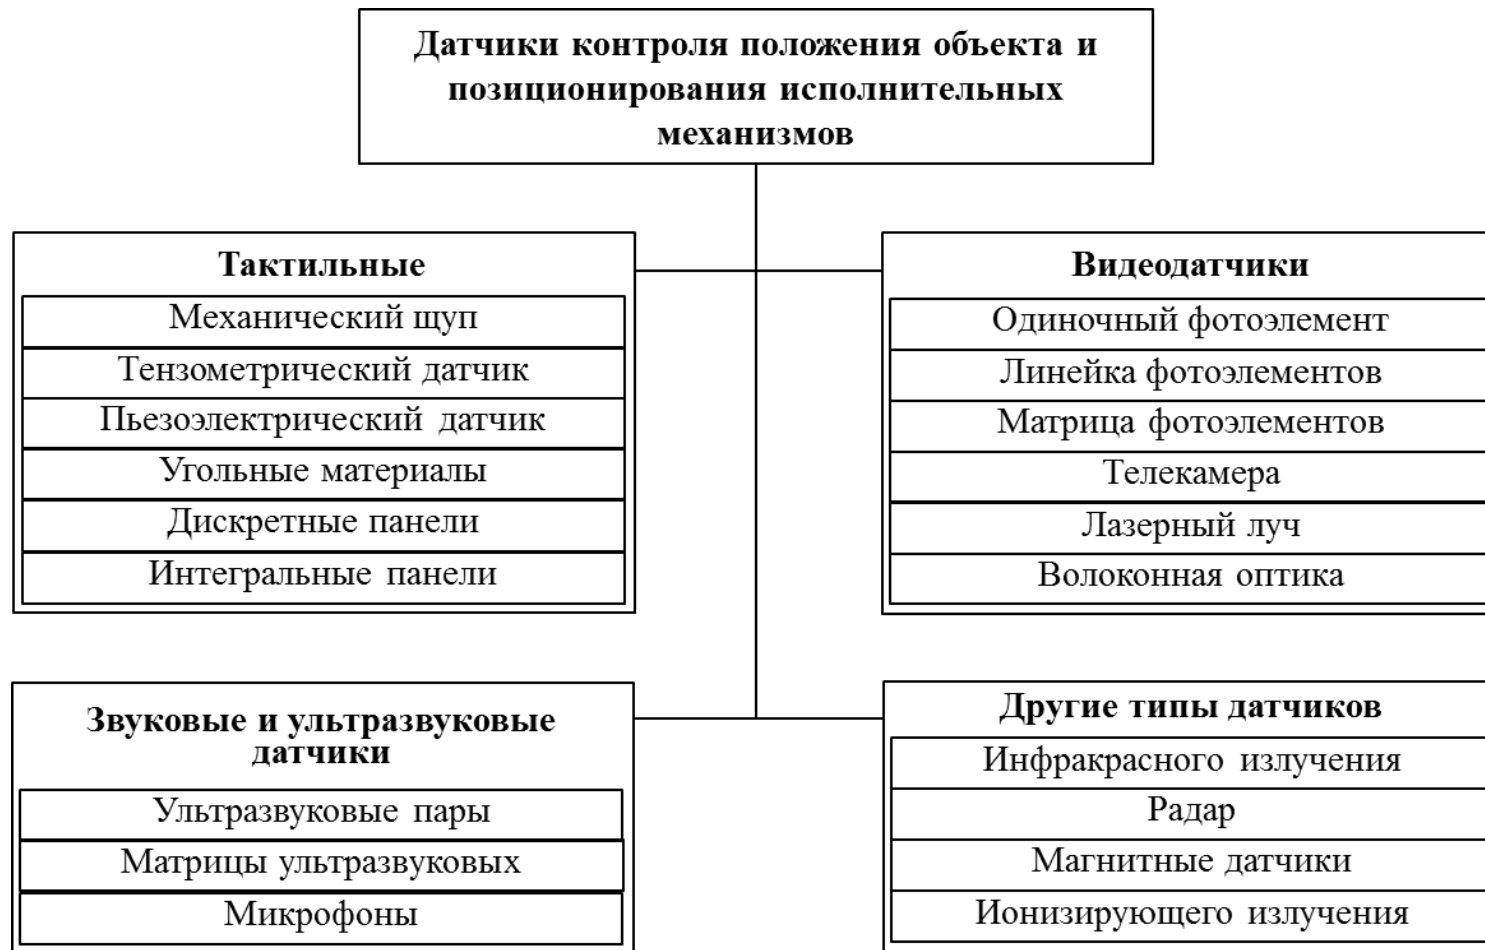 Датчики контроля положения объекта и
позиционирования исполнительных
механизмов
Тактильные
Механический щуп
Тензометрический датчик
Пьезоэлектрический датчик
Угольные материалы
Дискретные панели
Интегральные панели
Видеодатчики
Одиночный фотоэлемент
Линейка фотоэлементов
Матрица фотоэлементов
Телекамера
Лазерный луч
Волоконная оптика
Звуковые и ультразвуковые
датчики
Ультразвуковые пары
Матрицы ультразвуковых
Микрофоны
Другие типы датчиков
Инфракрасного излучения
Радар
Магнитные датчики
Ионизирующего излучения